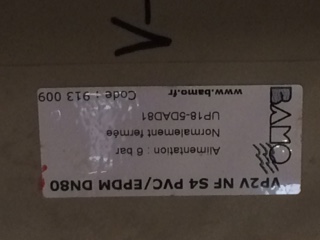 VP2V NF S4 PVC/EPDM DN80
Alimentation : 6 bar
Normalement fermée
UP18-5DAD81
www.bamo.fr
Code : 913 009
BAMO
V-